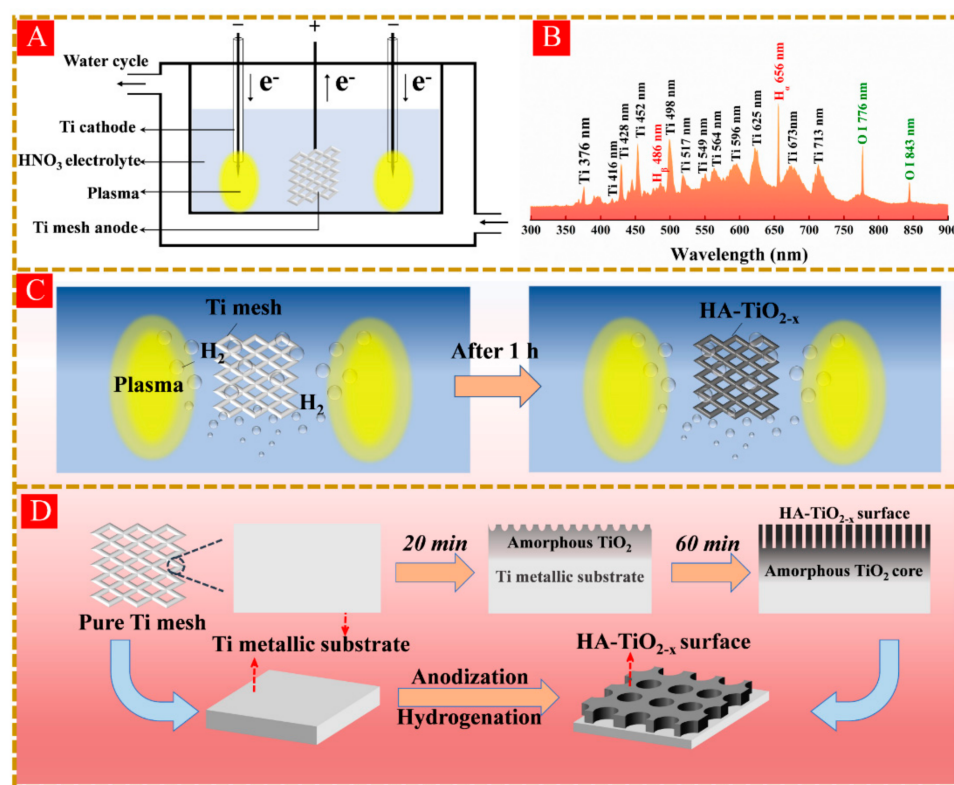 A
−
+
−
Water cycle
e-
e-
e-
Ti cathode
HNO3 electrolyte
Plasma
Ti mesh anode
B
Ti 376 nm
Ti 416 nm
Ti 428 nm
Ti 452 nm
Hβ 486 nm
Ti 498 nm
Ti 517 nm
Ti 549 nm
Ti 564 nm
Ti 596 nm
Ti 625 nm
Hα 656 nm
Ti 673nm
Ti 713 nm
O I 776 nm
O I 843 nm
300 350 400 450 500 550 600 650 700 750 800 850 900
Wavelength (nm)
C
Ti mesh
H2
Plasma
H2
After 1 h
HA-TiO2-x
D
Pure Ti mesh
20 min
Amorphous TiO2
Ti metallic substrate
60 min
HA-TiO2-x surface
Amorphous TiO2 core
Ti metallic substrate
Anodization
Hydrogenation
HA-TiO2-x surface